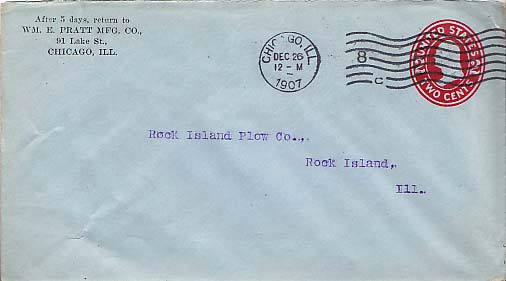 After 5 days, return to
WM. E. PRATT MFG. CO.,
91 Lake St.,
CHICAGO, ILL.
CHICAGO, ILL.
DEC 26
12 - M
1907
8
C
UNITED STATES
TWO CENTS
Rock Island Plow Co.,,
Rock Island,
Ill.